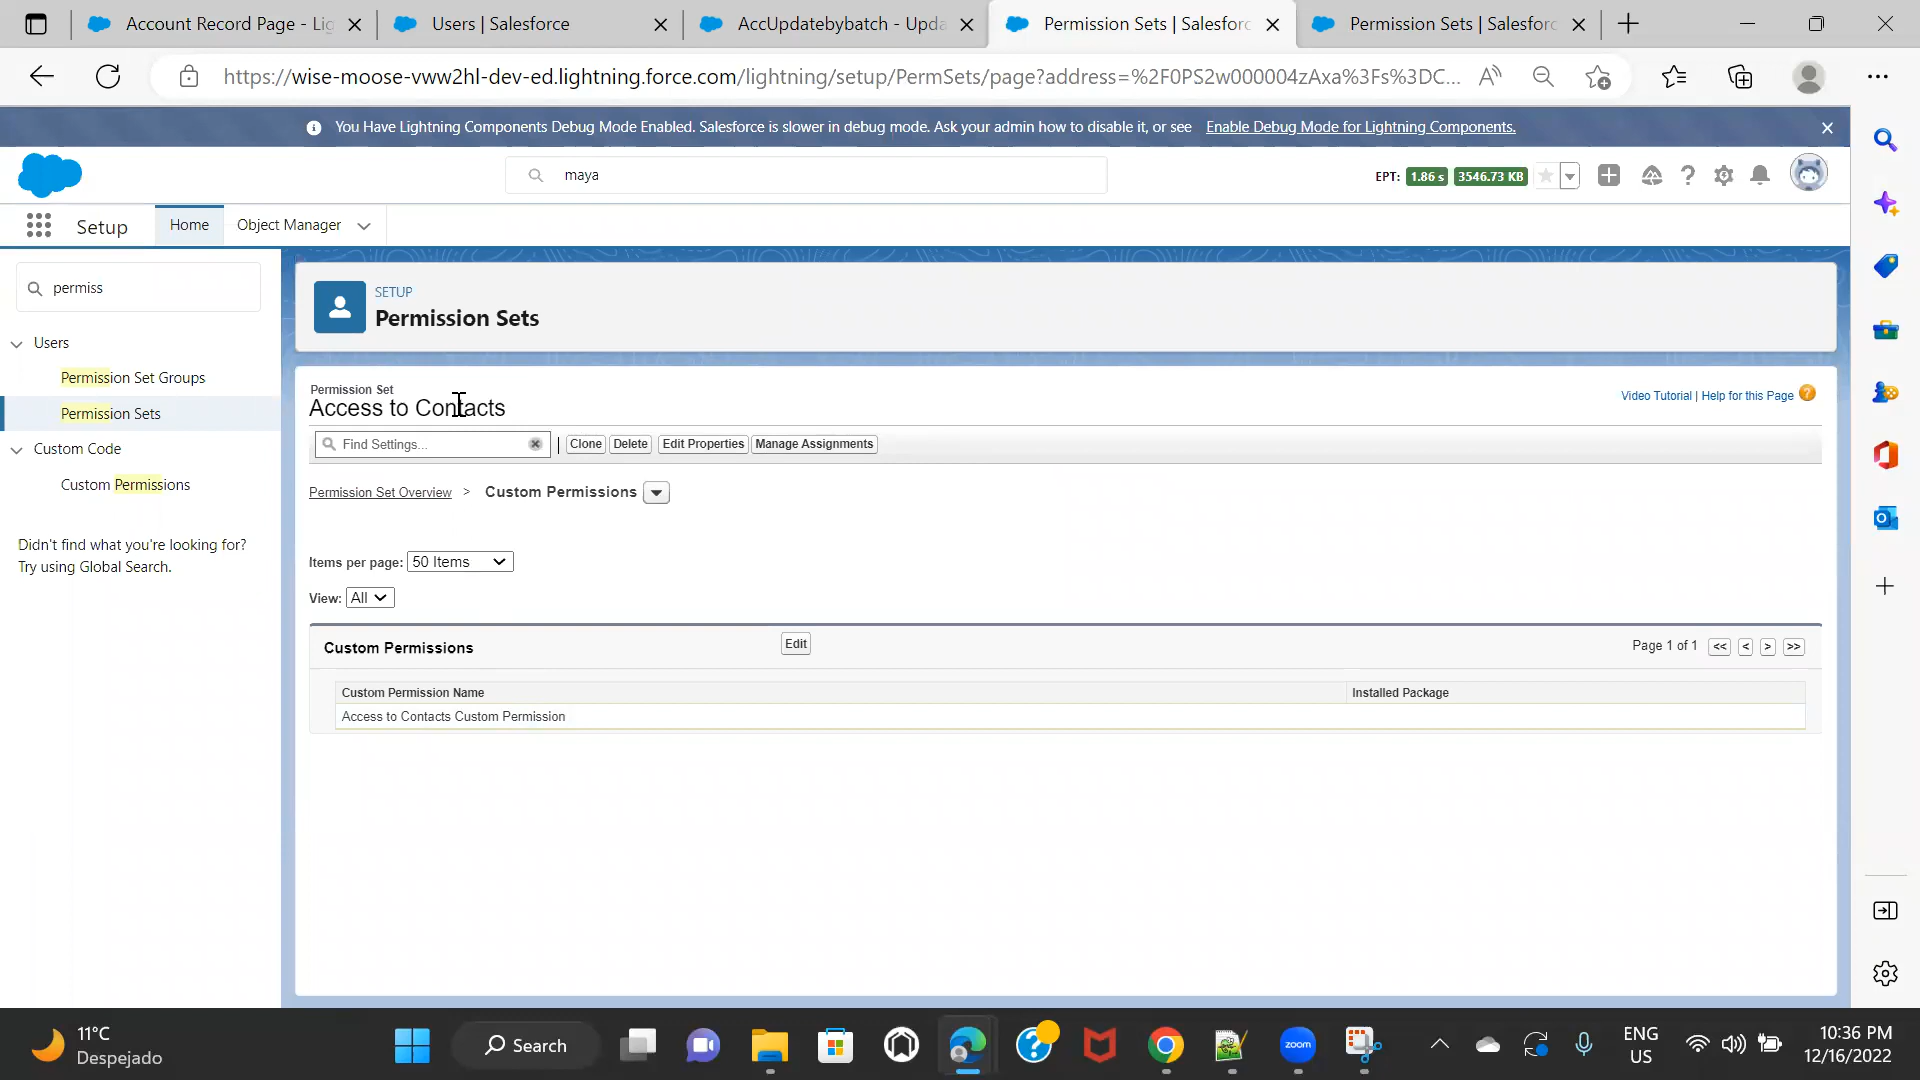 Account Record Page - Lig
Users | Salesforce
AccUpdatebybatch - Upda
Permission Sets | Salesforc
Permission Sets | Salesforc
https://wise-moose-vww2hl-dev-ed.lightning.force.com/lightning/setup/PermSets/page?address=%2F0PS2w000004zAxa%3Fs%3DC...
You Have Lightning Components Debug Mode Enabled. Salesforce is slower in debug mode. Ask your admin how to disable it, or see Enable Debug Mode for Lightning Components.
maya
EPT: 1.86 s 3546.73 KB
Setup
Home
Object Manager
permiss
Users
Permission Set Groups
Permission Sets
Custom Code
Custom Permissions
Didn't find what you're looking for?
Try using Global Search.
SETUP
Permission Sets
Permission Set
Access to Contacts
Video Tutorial | Help for this Page
Find Settings...
Clone
Delete
Edit Properties
Manage Assignments
Permission Set Overview > Custom Permissions
Items per page: 50 Items
View: All
Custom Permissions
Edit
Page 1 of 1 << < > >>
Custom Permission Name
Installed Package
Access to Contacts Custom Permission
11°C
Despejado
Search
zoom
ENG
US
10:36 PM
12/16/2022